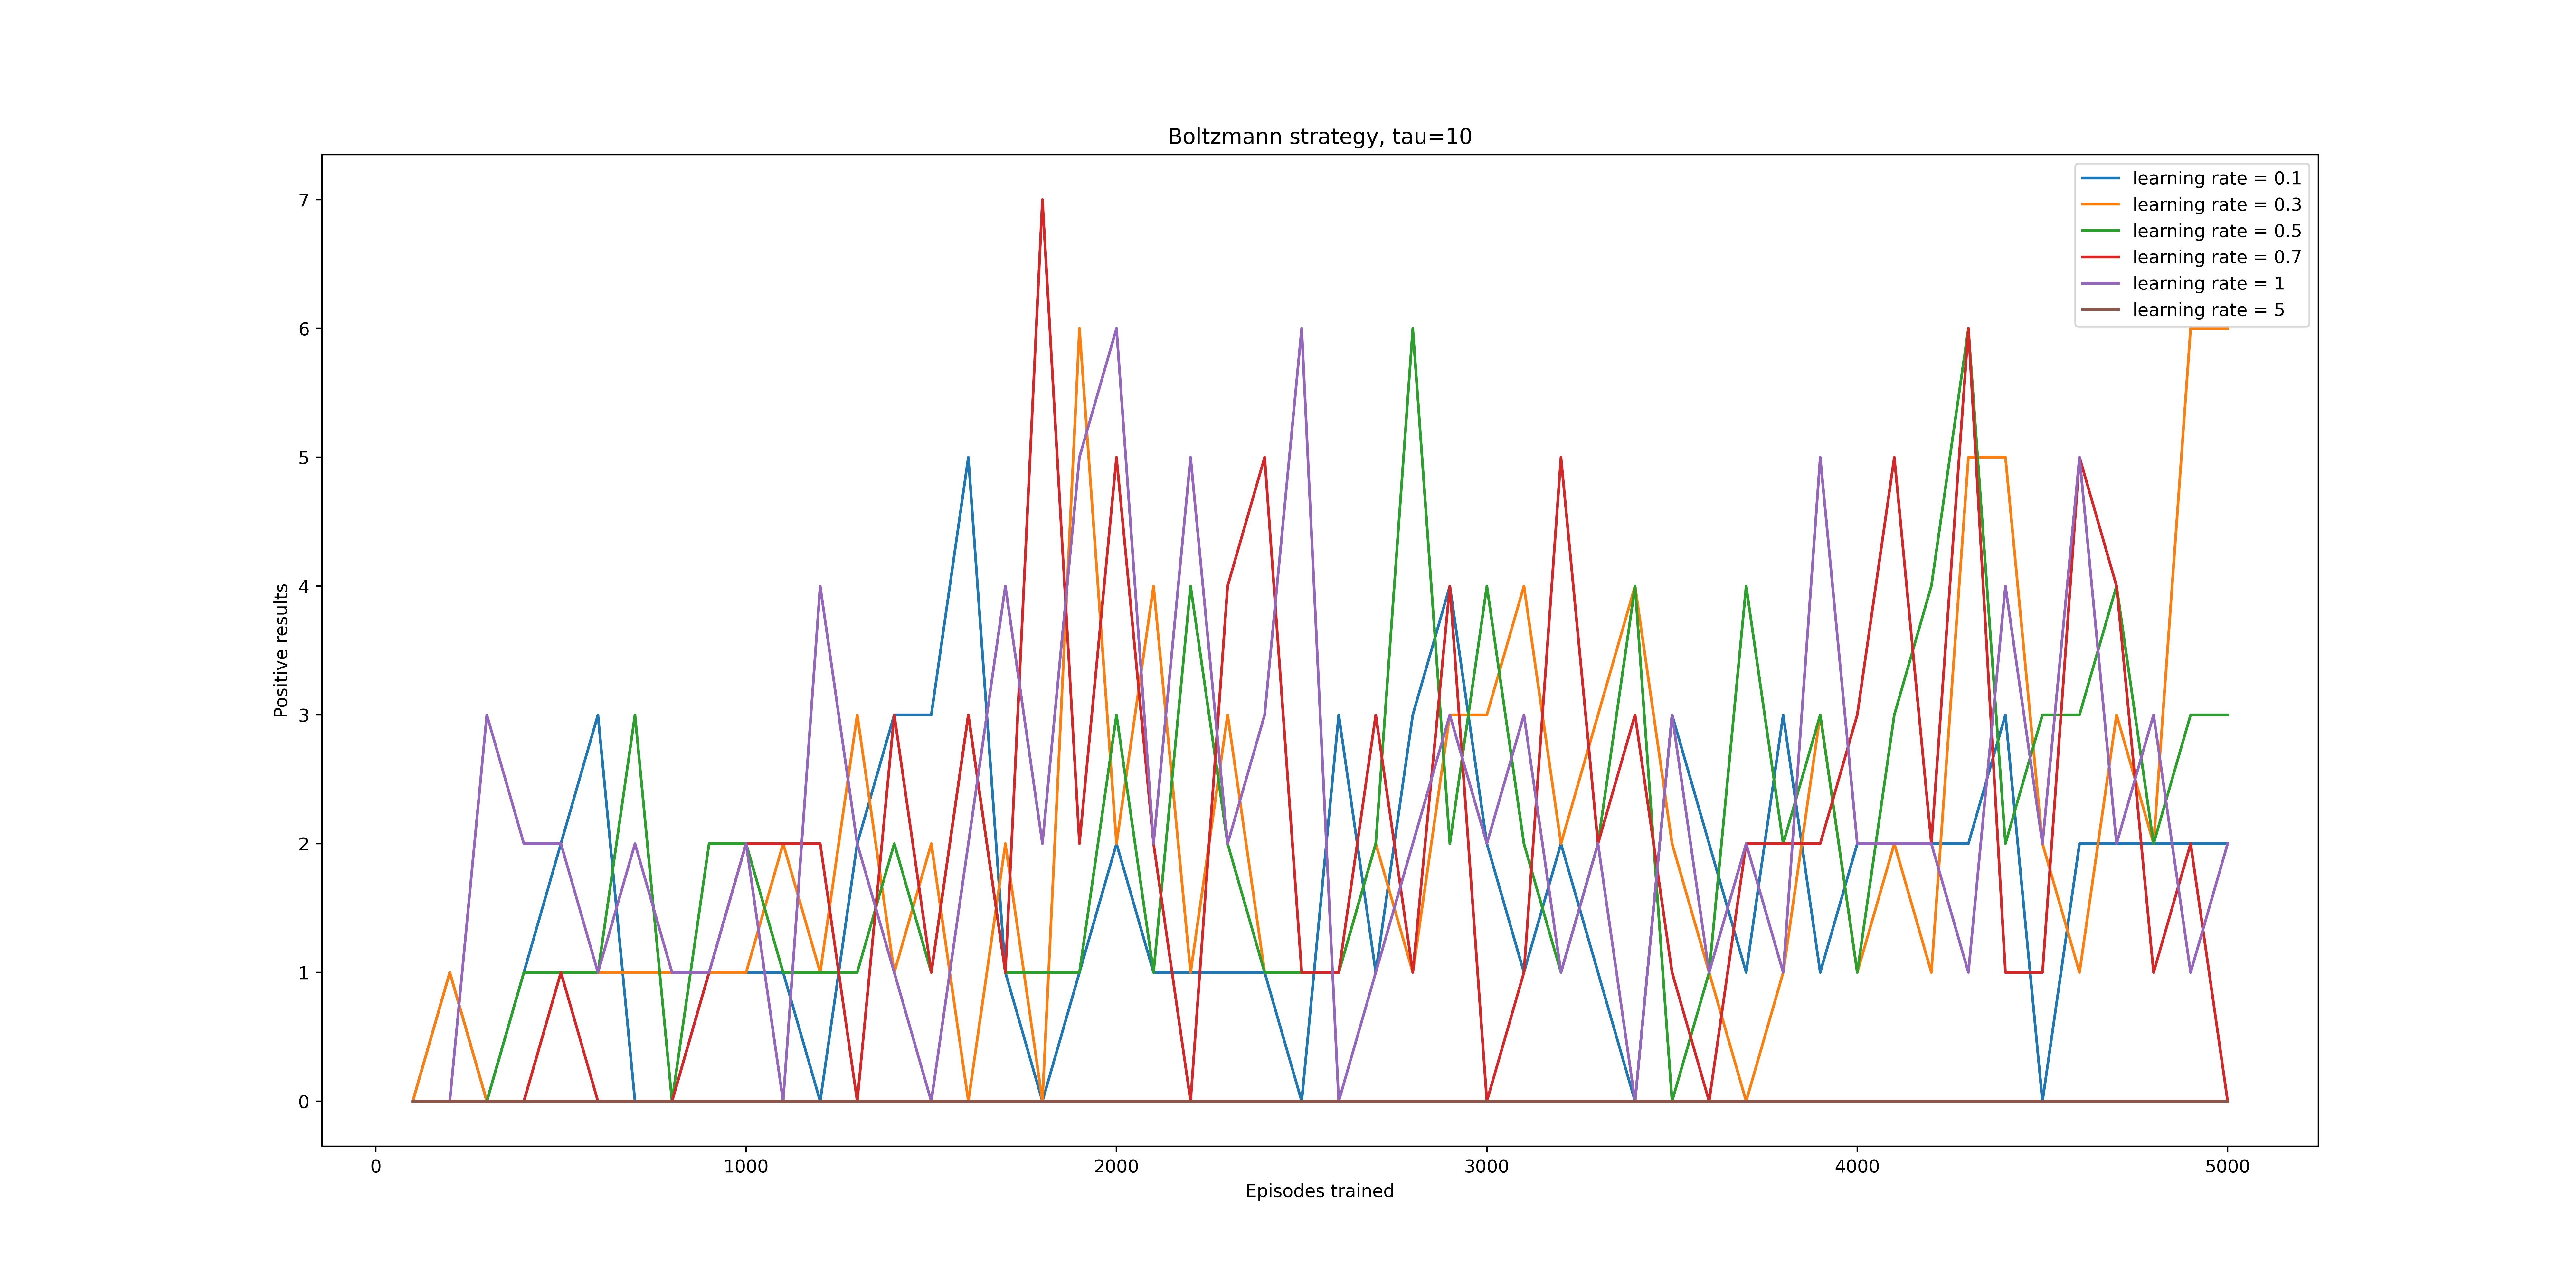 Boltzmann strategy, tau=10
learning rate = 0.1
learning rate = 0.3
learning rate = 0.5
learning rate = 0.7
learning rate = 1
learning rate = 5
7
6
5
4
3
2
1
0
Positive results
0 1000 2000 3000 4000 5000
Episodes trained